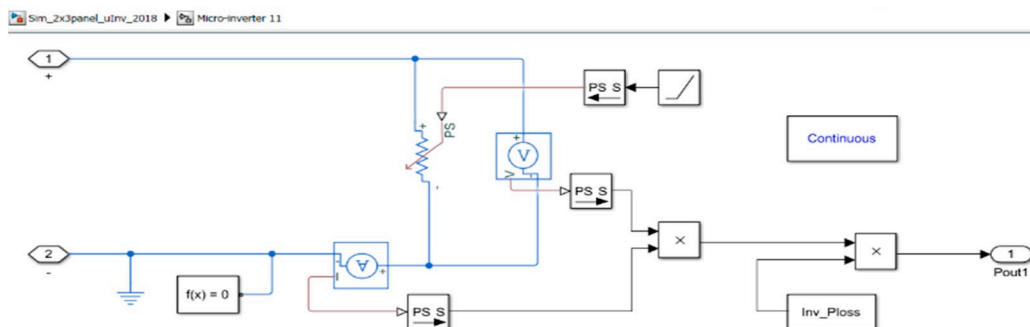 Sim_2x3panel_uInv_2018 Micro-inverter 11
1
+
PS S
+
PS
Continuous
+
V
-
V
PS S
-
×
2
-
-
I
A
+
×
1
Pout1
f(x) = 0
PS S
Inv_Ploss